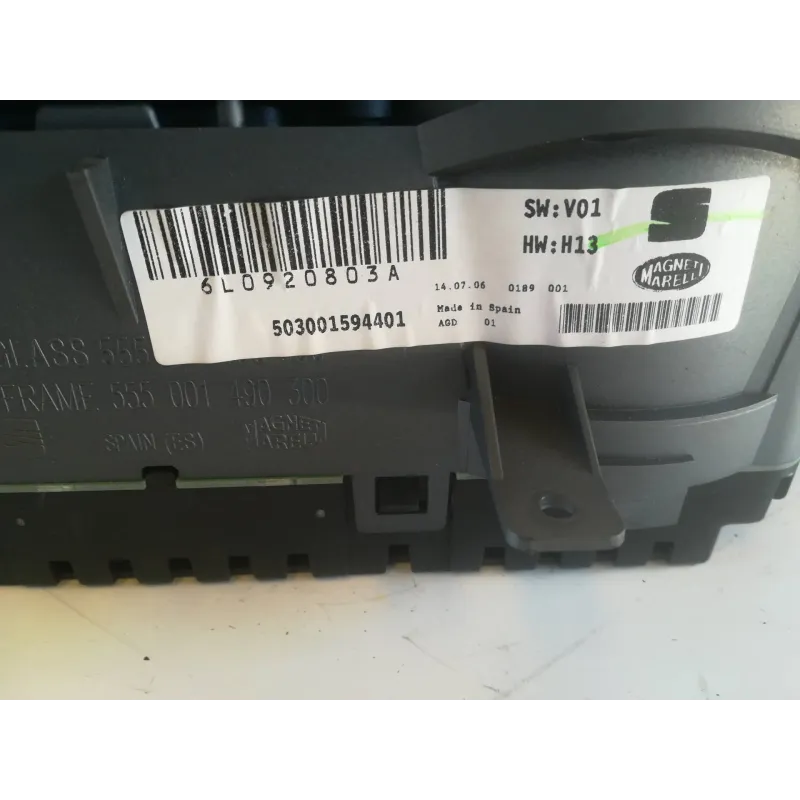 6L0920803A
503001594401
SW:V01
HW:H13
MAGNETI
MARELLI
14.07.06 0189 001
Made in Spain
AGD 01
GLASS 555
FRAME 555 001 490 300
SPAIN (ES)
MAGNETI
MARELLI